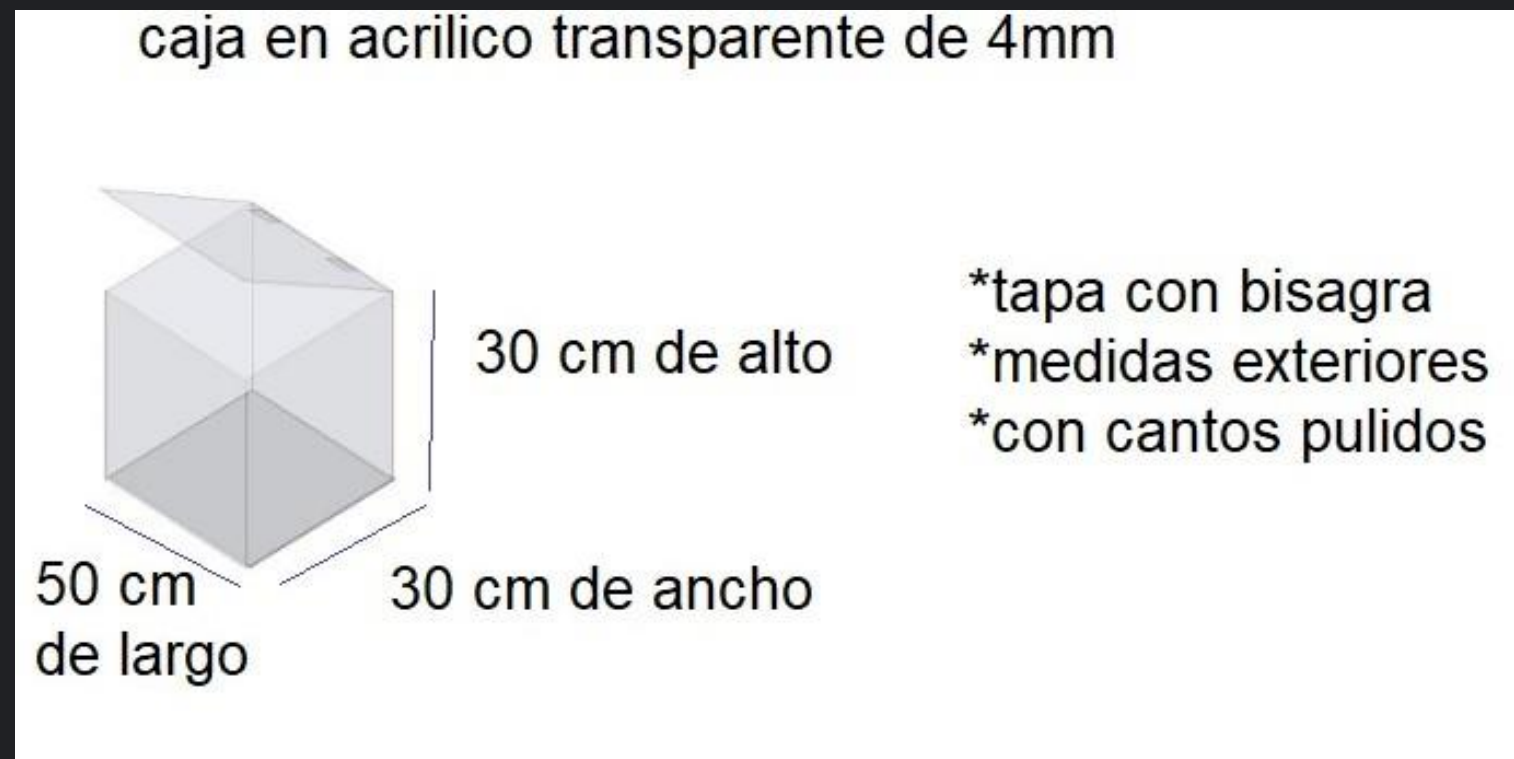 caja en acrilico transparente de 4mm
30 cm de alto
*tapa con bisagra
*medidas exteriores
*con cantos pulidos
50 cm
de largo
30 cm de ancho